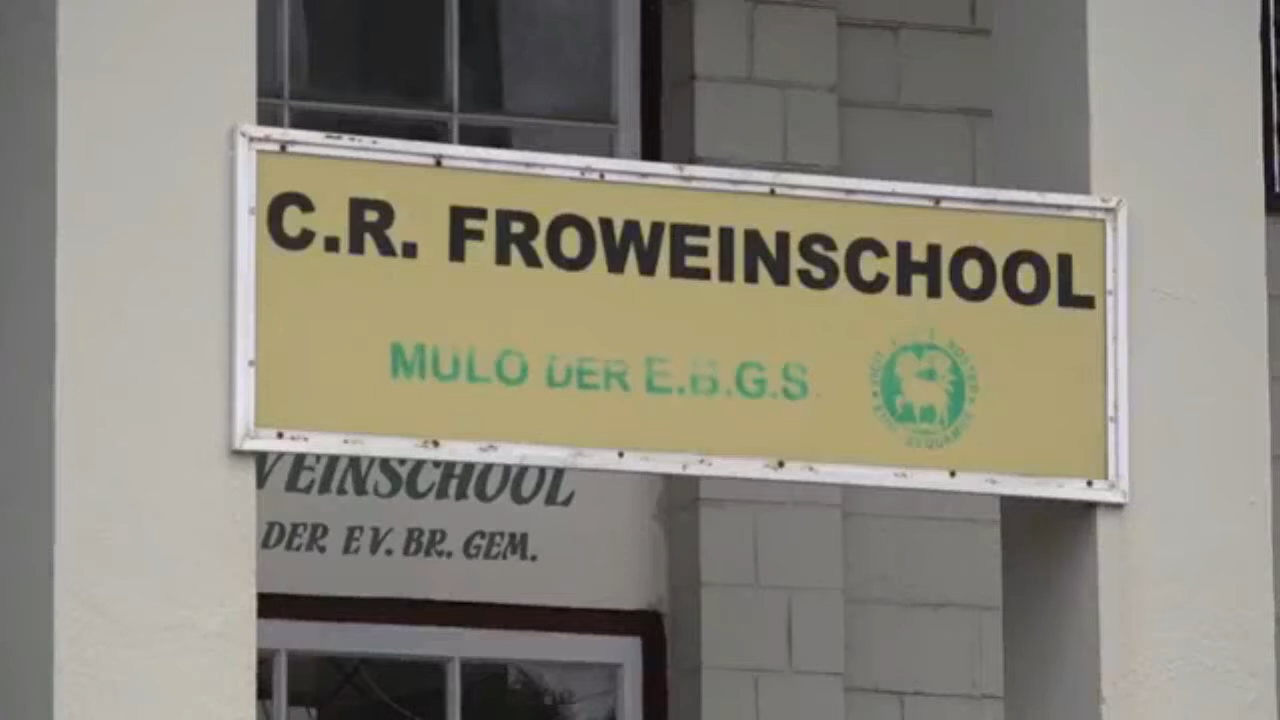 C.R. FROWEINSCHOOL
MULO DER E.B.G.S.
VEINSCHOOL
DER EV. BR. GEM.